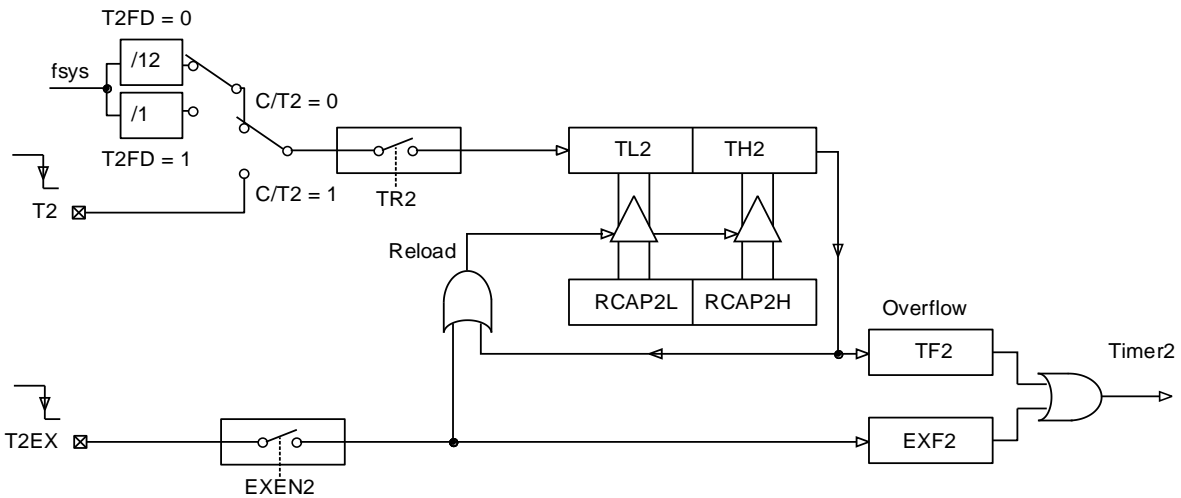 T2FD = 0
/12
fsys
C/T2 = 0
/1
T2FD = 1
TL2
TH2
C/T2 = 1
TR2
T2
Reload
RCAP2L
RCAP2H
Overflow
TF2
Timer2
T2EX
EXF2
EXEN2